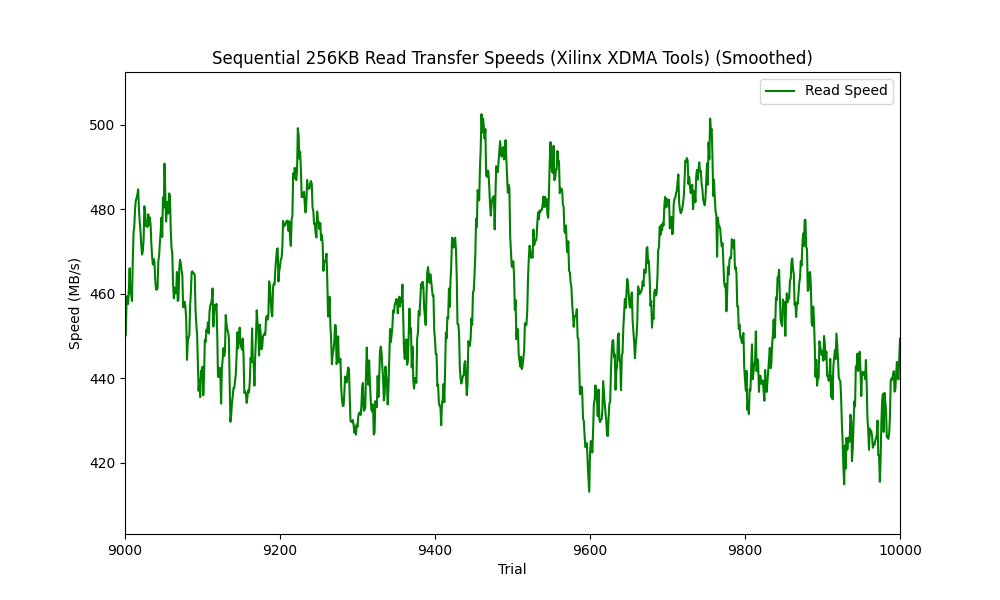 Sequential 256KB Read Transfer Speeds (Xilinx XDMA Tools) (Smoothed)
Read Speed
500
480
460
440
420
Speed (MB/s)
9000 9200 9400 9600 9800 10000
Trial